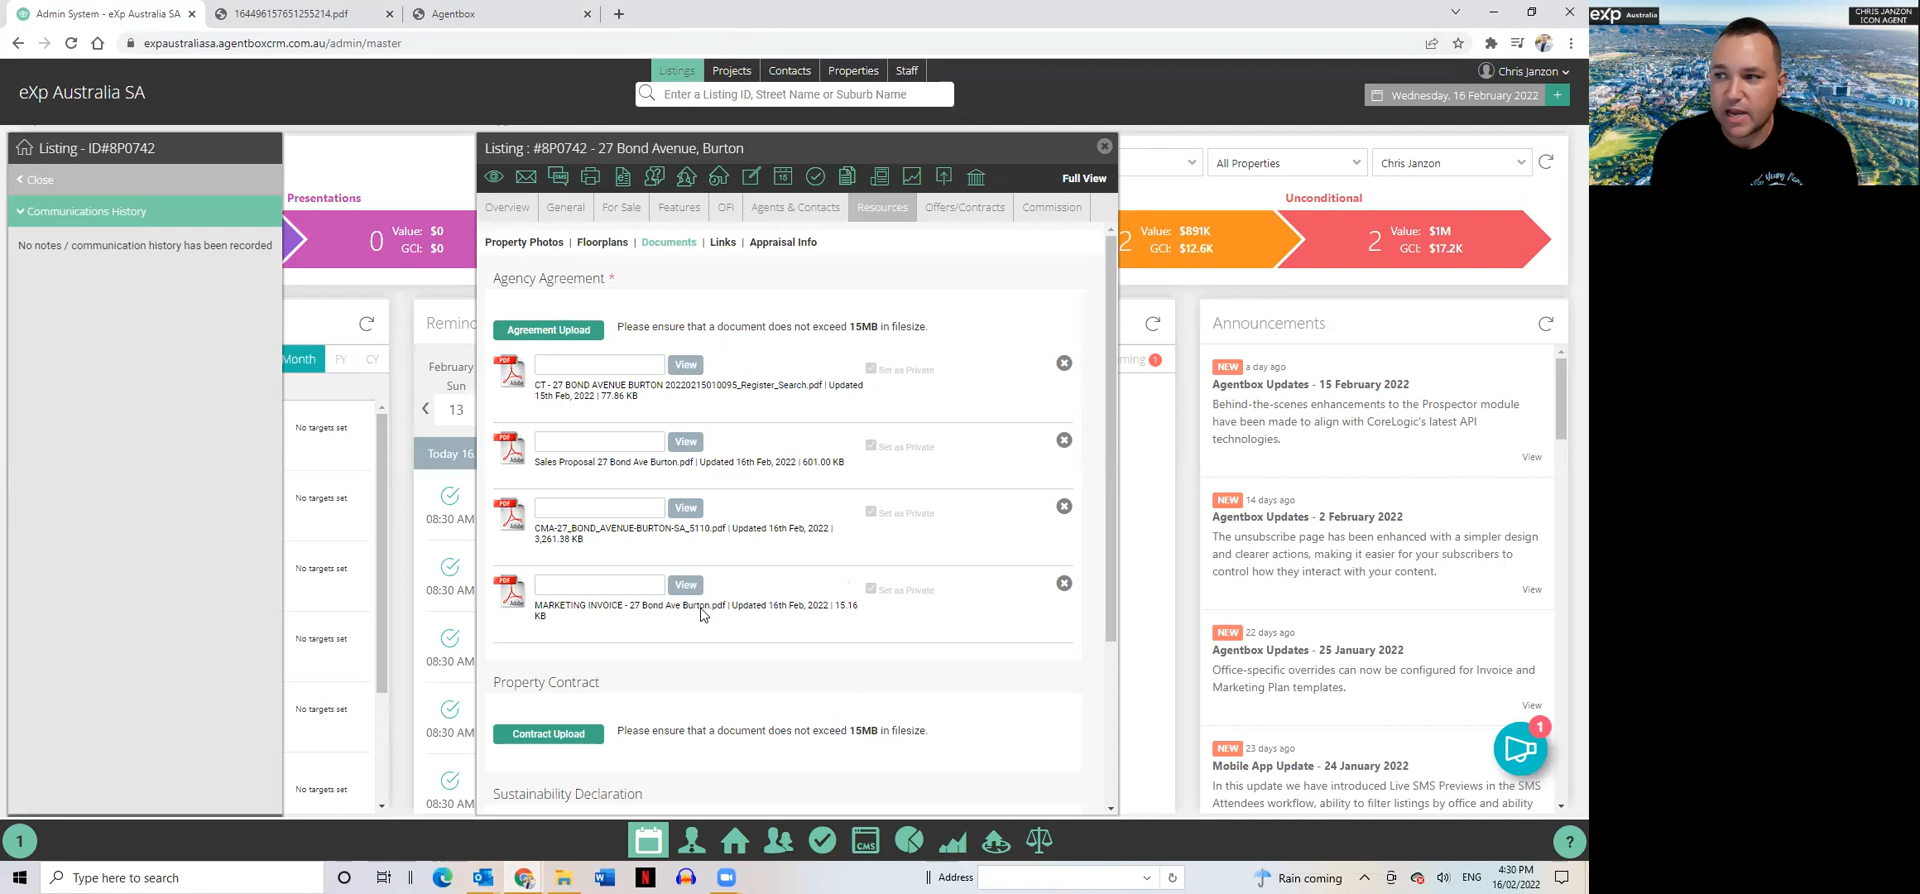 Admin System - eXp Australia SA
164496157651255214.pdf
Agentbox
expaustraliasa.agentboxcrm.com.au/admin/master
eXp Australia
CHRIS JANZON
ICON AGENT
Listings
Projects
Contacts
Properties
Staff
Chris Janzon
eXp Australia SA
Enter a Listing ID, Street Name or Suburb Name
Wednesday, 16 February 2022
Listing - ID#8P0742
Close
Communications History
No notes / communication history has been recorded
Presentations
0
Value: $0
GCI: $0
Listing : #8P0742 - 27 Bond Avenue, Burton
15
Full View
Overview
General
For Sale
Features
OFI
Agents & Contacts
Resources
Offers/Contracts
Commission
Property Photos | Floorplans | Documents | Links | Appraisal Info
Agency Agreement *
Agreement Upload
Please ensure that a document does not exceed 15MB in filesize.
PDF
Adobe
View
Set as Private
CT - 27 BOND AVENUE BURTON 20220215010095_Register_Search.pdf | Updated
15th Feb, 2022 | 77.86 KB
PDF
Adobe
View
Set as Private
Sales Proposal 27 Bond Ave Burton.pdf | Updated 16th Feb, 2022 | 601.00 KB
PDF
Adobe
View
Set as Private
CMA-27_BOND_AVENUE-BURTON-SA_5110.pdf | Updated 16th Feb, 2022 |
3,261.38 KB
PDF
Adobe
View
Set as Private
MARKETING INVOICE - 27 Bond Ave Burton.pdf | Updated 16th Feb, 2022 | 15.16
KB
Property Contract
Contract Upload
Please ensure that a document does not exceed 15MB in filesize.
Sustainability Declaration
All Properties
Chris Janzon
Unconditional
2
Value: $891K
GCI: $12.6K
2
Value: $1M
GCI: $17.2K
Month
FY
CY
No targets set
No targets set
No targets set
No targets set
No targets set
No targets set
Remin
February
Sun
13
Today 16
08:30 AM
08:30 AM
08:30 AM
08:30 AM
08:30 AM
ming
1
Announcements
NEW a day ago
Agentbox Updates - 15 February 2022
Behind-the-scenes enhancements to the Prospector module
have been made to align with CoreLogic's latest API
technologies.
View
NEW 14 days ago
Agentbox Updates - 2 February 2022
The unsubscribe page has been enhanced with a simpler design
and clearer actions, making it easier for your subscribers to
control how they interact with your content.
View
NEW 22 days ago
Agentbox Updates - 25 January 2022
Office-specific overrides can now be configured for Invoice and
Marketing Plan templates.
View
NEW 23 days ago
Mobile App Update - 24 January 2022
In this update we have introduced Live SMS Previews in the SMS
Attendees workflow, ability to filter listings by office and ability
1
1
CMS
?
Type here to search
Address
Rain coming
ENG
4:30 PM
16/02/2022